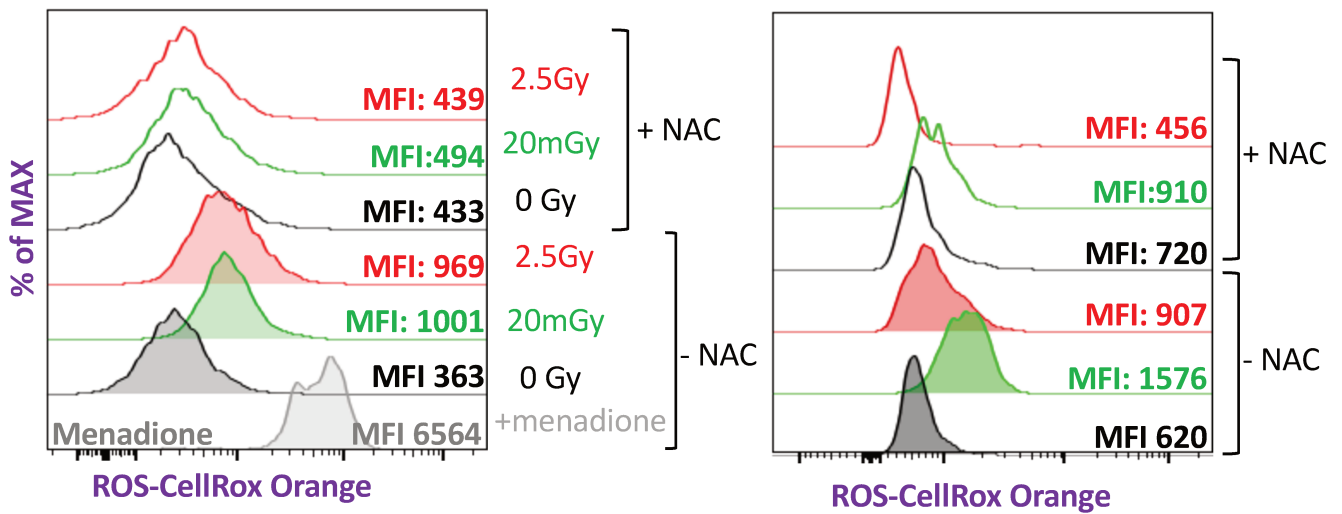 % of MAX
MFI: 439
MFI:494
MFI: 433
MFI: 969
MFI: 1001
MFI 363
Menadione
MFI 6564
ROS-CellRox Orange
2.5Gy
20mGy
0 Gy
+ NAC
2.5Gy
20mGy
0 Gy
+menadione
- NAC
MFI: 456
MFI:910
MFI: 720
MFI: 907
MFI: 1576
MFI 620
ROS-CellRox Orange
+ NAC
- NAC